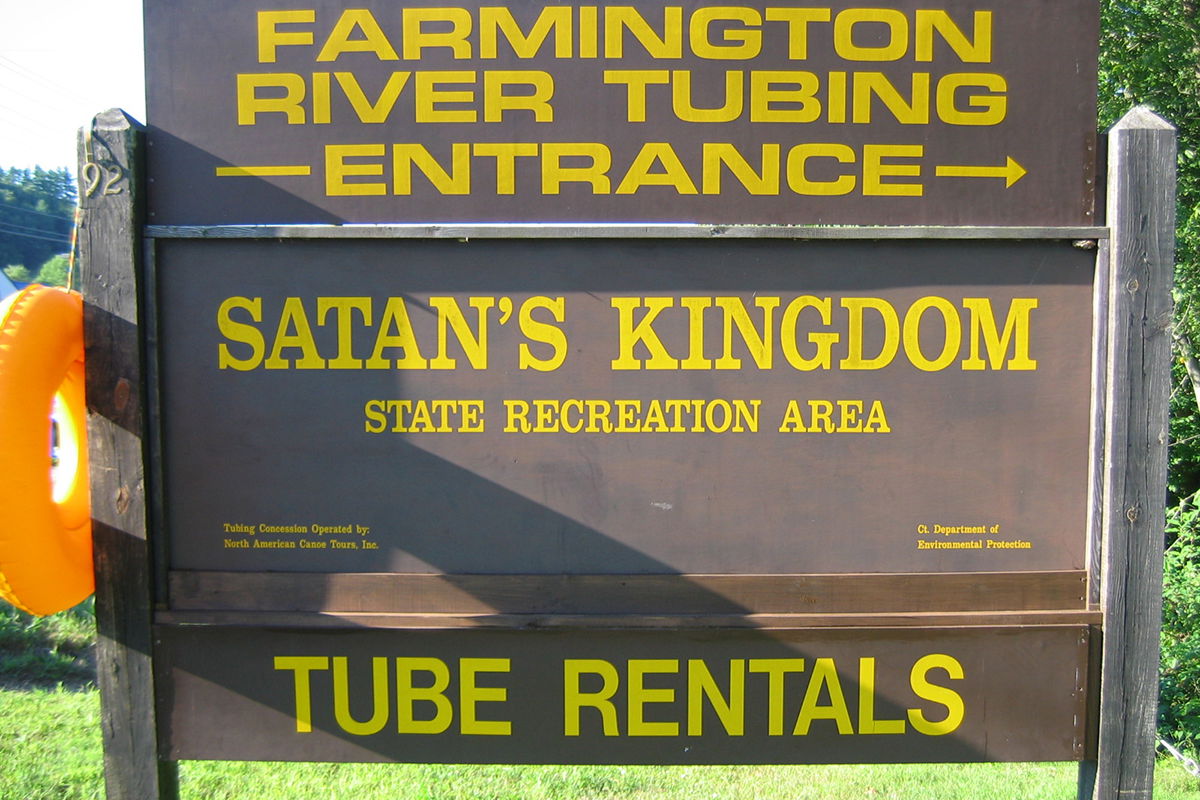 FARMINGTON
RIVER TUBING
ENTRANCE
92
SATAN'S KINGDOM
STATE RECREATION AREA
Tubing Concession Operated by:
North American Canoe Tours, Inc.
Ct. Department of
Environmental Protection
TUBE RENTALS